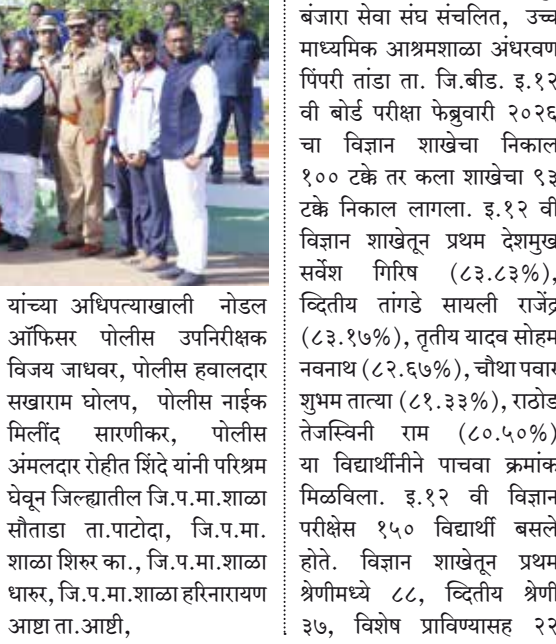 यांच्या अधिपत्याखाली नोडल
ऑफिसर पोलीस उपनिरीक्षक
विजय जाधवर, पोलीस हवालदार
सखाराम घोलप, पोलीस नाईक
मिलींद सारणीकर, पोलीस
अंमलदार रोहीत शिंदे यांनी परिश्रम
घेवून जिल्ह्यातील जि.प.मा.शाळा
सौताडा ता.पाटोदा, जि.प.मा.
शाळा शिरुर का., जि.प.मा.शाळा
धारुर, जि.प.मा.शाळा हरिनारायण
आष्टा ता.आष्टी,
बंजारा सेवा संघ संचलित, उच्च
माध्यमिक आश्रमशाळा अंधरवण
पिंपरी तांडा ता. जि.बीड. इ.१२
वी बोर्ड परीक्षा फेब्रुवारी २०२६
चा विज्ञान शाखेचा निकाल
१०० टक्के तर कला शाखेचा ९३
टक्के निकाल लागला. इ.१२ वी
विज्ञान शाखेतून प्रथम देशमुख
सर्वेश गिरिष (८३.८३%),
व्दितीय तांगडे सायली राजेंद्र
(८३.१७%), तृतीय यादव सोहम
नवनाथ (८२.६७%), चौथा पवार
शुभम तात्या (८१.३३%), राठोड
तेजस्विनी राम (८०.५०%)
या विद्यार्थीनीने पाचवा क्रमांक
मिळविला. इ.१२ वी विज्ञान
परीक्षेस १५० विद्यार्थी बसले
होते. विज्ञान शाखेतून प्रथम
श्रेणीमध्ये ८८, व्दितीय श्रेणी
३७, विशेष प्राविण्यासह २२